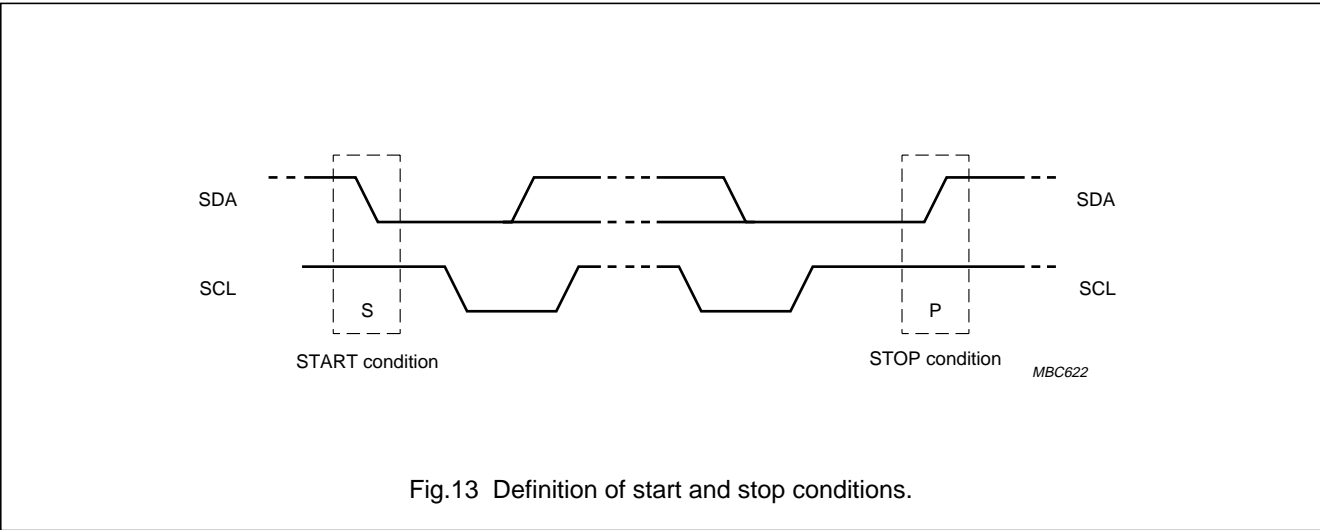 SDA SDA
SCL SCL
S P
START condition STOP condition
MBC622
Fig.13 Definition of start and stop conditions.